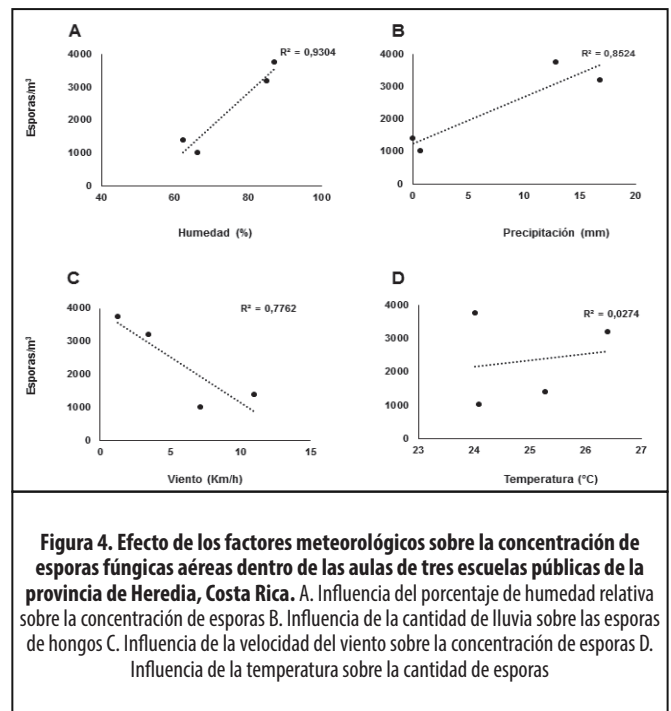 A
R² = 0,9304
Esporas/m³
4000
3000
2000
1000
0
40
60
80
100
Humedad (%)
B
R² = 0,8524
4000
3000
2000
1000
0
0
5
10
15
20
Precipitación (mm)
C
R² = 0,7762
Esporas/m³
4000
3000
2000
1000
0
0
5
10
15
Viento (Km/h)
D
R² = 0,0274
4000
3000
2000
1000
0
23
24
25
26
27
Temperatura (°C)
Figura 4. Efecto de los factores meteorológicos sobre la concentración de
esporas fúngicas aéreas dentro de las aulas de tres escuelas públicas de la
provincia de Heredia, Costa Rica. A. Influencia del porcentaje de humedad relativa
sobre la concentración de esporas B. Influencia de la cantidad de lluvia sobre las esporas
de hongos C. Influencia de la velocidad del viento sobre la concentración de esporas D.
Influencia de la temperatura sobre la cantidad de esporas